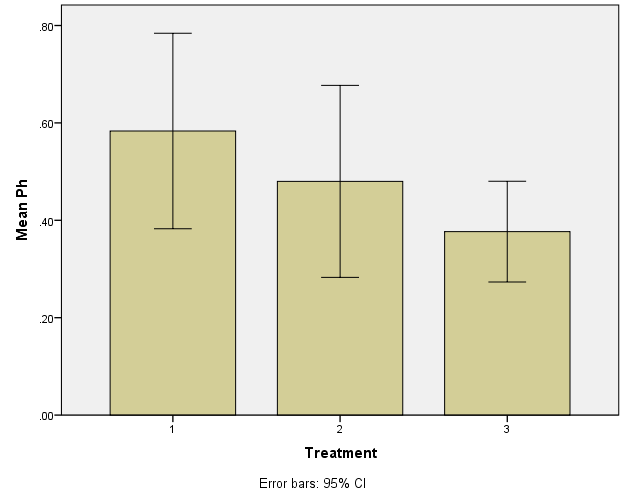 Mean Ph
.80
.60
.40
.20
.00
1
2
3
Treatment
Error bars: 95% CI